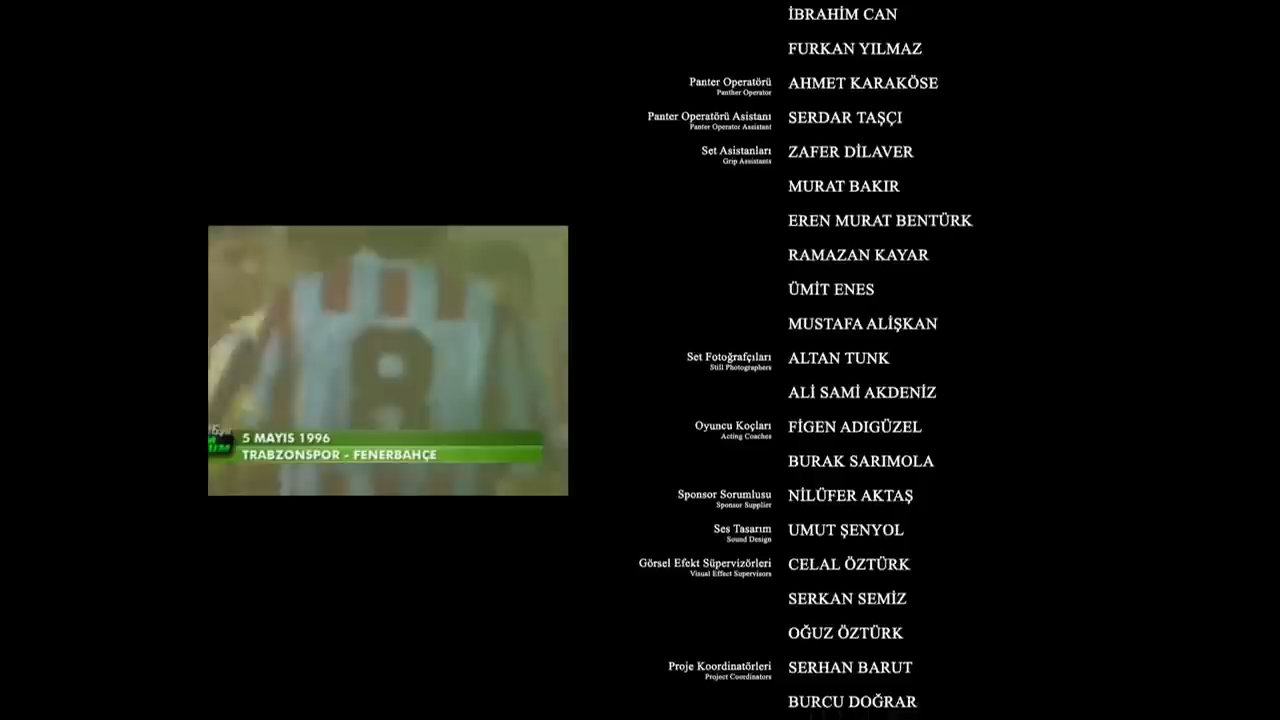 İBRAHİM CAN
FURKAN YILMAZ
Panter Operatörü AHMET KARAKÖSE
Panther Operator
Panter Operatörü Asistanı SERDAR TAŞÇI
Panter Operator Assistant
Set Asistanları ZAFER DİLAVER
Grip Assistants
MURAT BAKIR
EREN MURAT BENTÜRK
RAMAZAN KAYAR
ÜMİT ENES
MUSTAFA ALİŞKAN
Set Fotoğrafçıları ALTAN TUNK
Still Photographers
ALİ SAMİ AKDENİZ
Oyuncu Koçları FİGEN ADIGÜZEL
Acting Coaches
BURAK SARIMOLA
Sponsor Sorumlusu NİLÜFER AKTAŞ
Sponsor Supplier
Ses Tasarım UMUT ŞENYOL
Sound Design
Görsel Efekt Süpervizörleri CELAL ÖZTÜRK
Visual Effect Supervisors
SERKAN SEMİZ
OĞUZ ÖZTÜRK
Proje Koordinatörleri SERHAN BARUT
Project Coordinators
BURCU DOĞRAR
8
5 MAYIS 1996
TRABZONSPOR - FENERBAHÇE